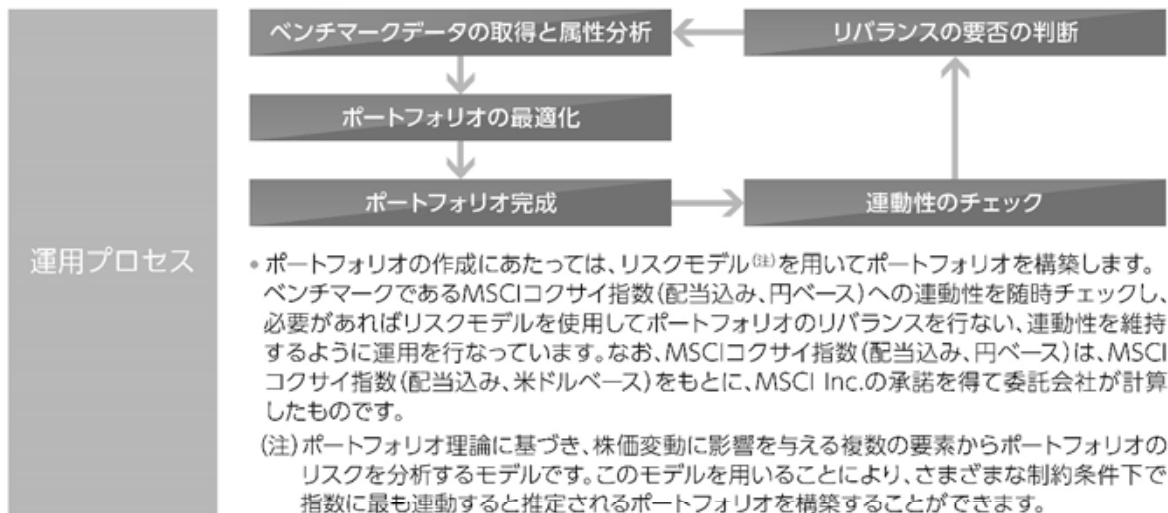 運用プロセス
ベンチマークデータの取得と属性分析
リバランスの要否の判断
ポートフォリオの最適化
ポートフォリオ完成
連動性のチェック
• ポートフォリオの作成にあたっては、リスクモデル(注)を用いてポートフォリオを構築します。
ベンチマークであるMSCIコクサイ指数(配当込み、円ベース)への連動性を随時チェックし、
必要があればリスクモデルを使用してポートフォリオのリバランスを行ない、連動性を維持
するように運用を行なっています。なお、MSCIコクサイ指数(配当込み、円ベース)は、MSCI
コクサイ指数(配当込み、米ドルベース)をもとに、MSCI Inc.の承諾を得て委託会社が計算
したものです。
(注)ポートフォリオ理論に基づき、株価変動に影響を与える複数の要素からポートフォリオの
リスクを分析するモデルです。このモデルを用いることにより、さまざまな制約条件下で
指数に最も連動すると推定されるポートフォリオを構築することができます。